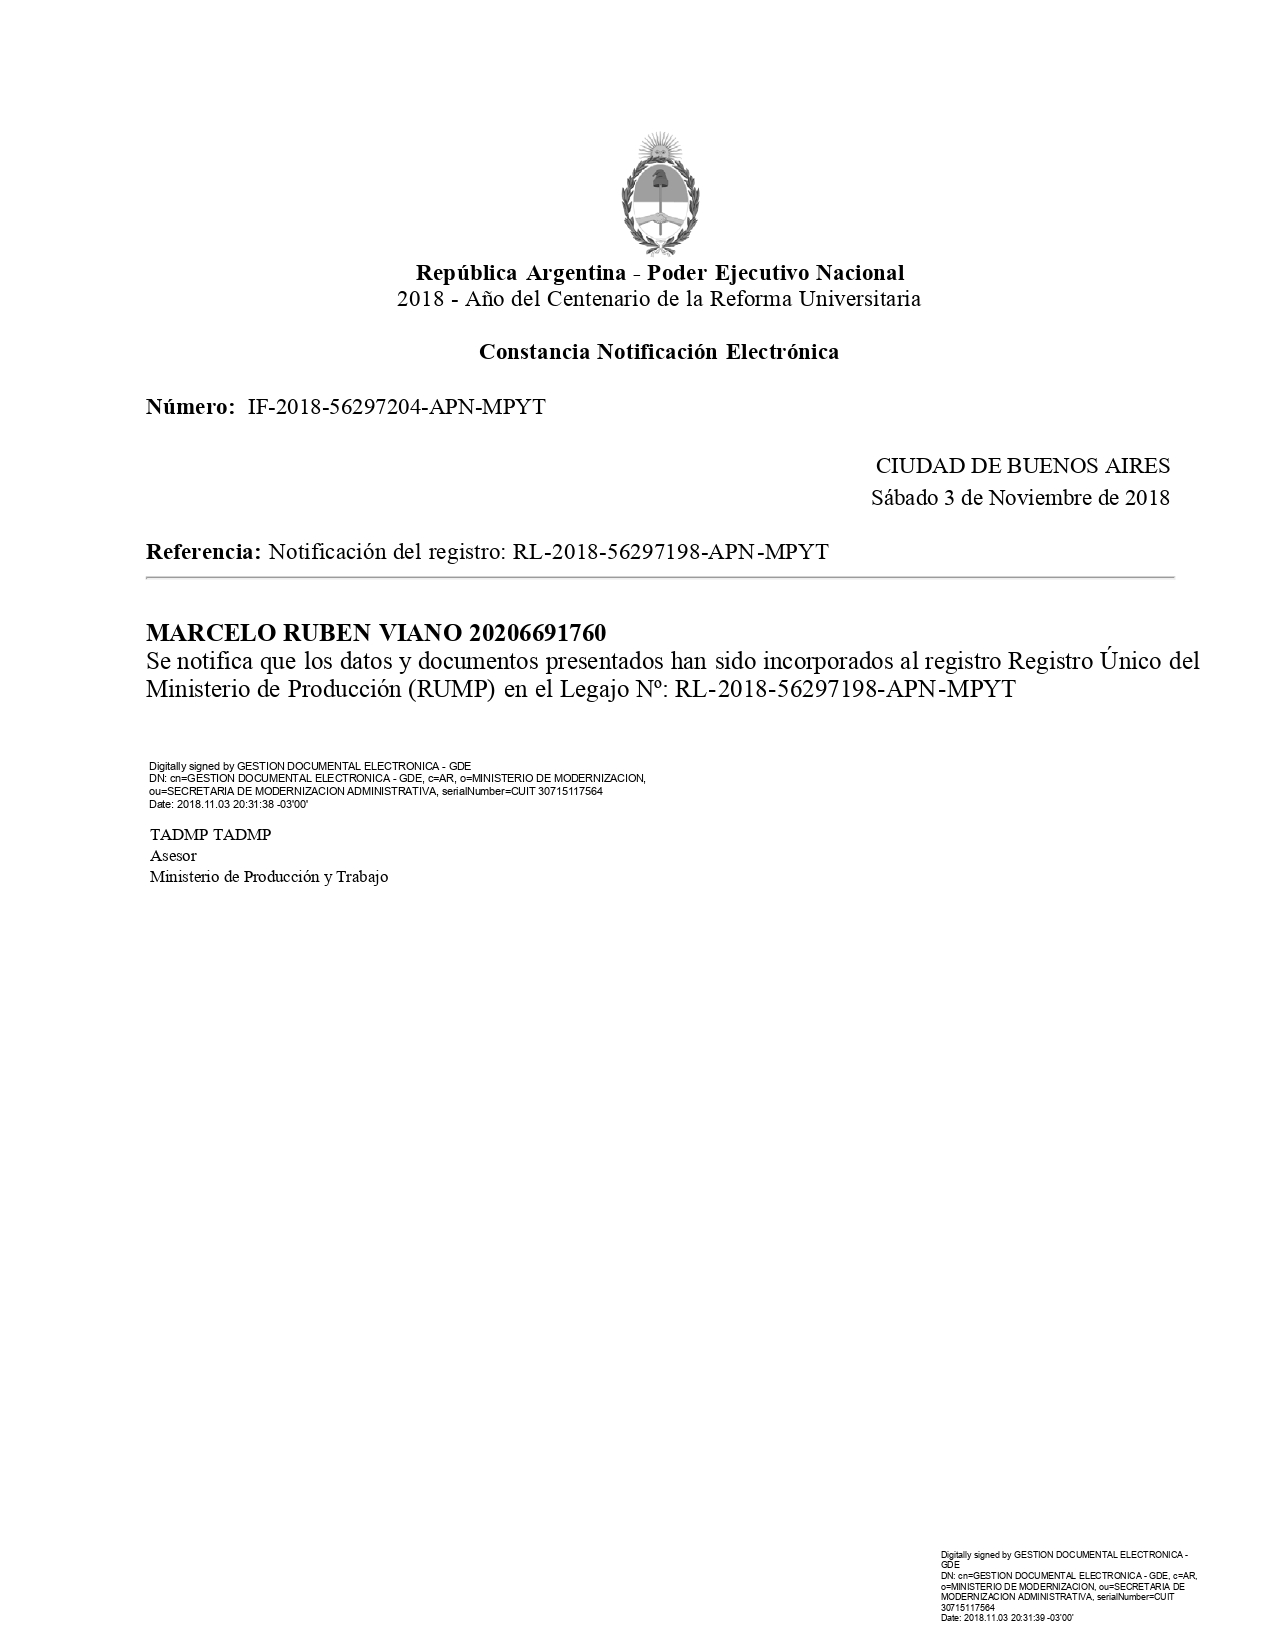 República Argentina - Poder Ejecutivo Nacional
2018 - Año del Centenario de la Reforma Universitaria
Constancia Notificación Electrónica
Número: IF-2018-56297204-APN-MPYT
CIUDAD DE BUENOS AIRES
Sábado 3 de Noviembre de 2018
Referencia: Notificación del registro: RL-2018-56297198-APN-MPYT
MARCELO RUBEN VIANO 20206691760
Se notifica que los datos y documentos presentados han sido incorporados al registro Registro Único del
Ministerio de Producción (RUMP) en el Legajo Nº: RL-2018-56297198-APN-MPYT
Digitally signed by GESTION DOCUMENTAL ELECTRONICA - GDE
DN: cn=GESTION DOCUMENTAL ELECTRONICA - GDE, c=AR, o=MINISTERIO DE MODERNIZACION,
ou=SECRETARIA DE MODERNIZACION ADMINISTRATIVA, serialNumber=CUIT 30715117564
Date: 2018.11.03 20:31:38 -03'00'
TADMP TADMP
Asesor
Ministerio de Producción y Trabajo
Digitally signed by GESTION DOCUMENTAL ELECTRONICA -
GDE
DN: cn=GESTION DOCUMENTAL ELECTRONICA - GDE, c=AR,
o=MINISTERIO DE MODERNIZACION, ou=SECRETARIA DE
MODERNIZACION ADMINISTRATIVA, serialNumber=CUIT
30715117564
Date: 2018.11.03 20:31:39 -03'00'